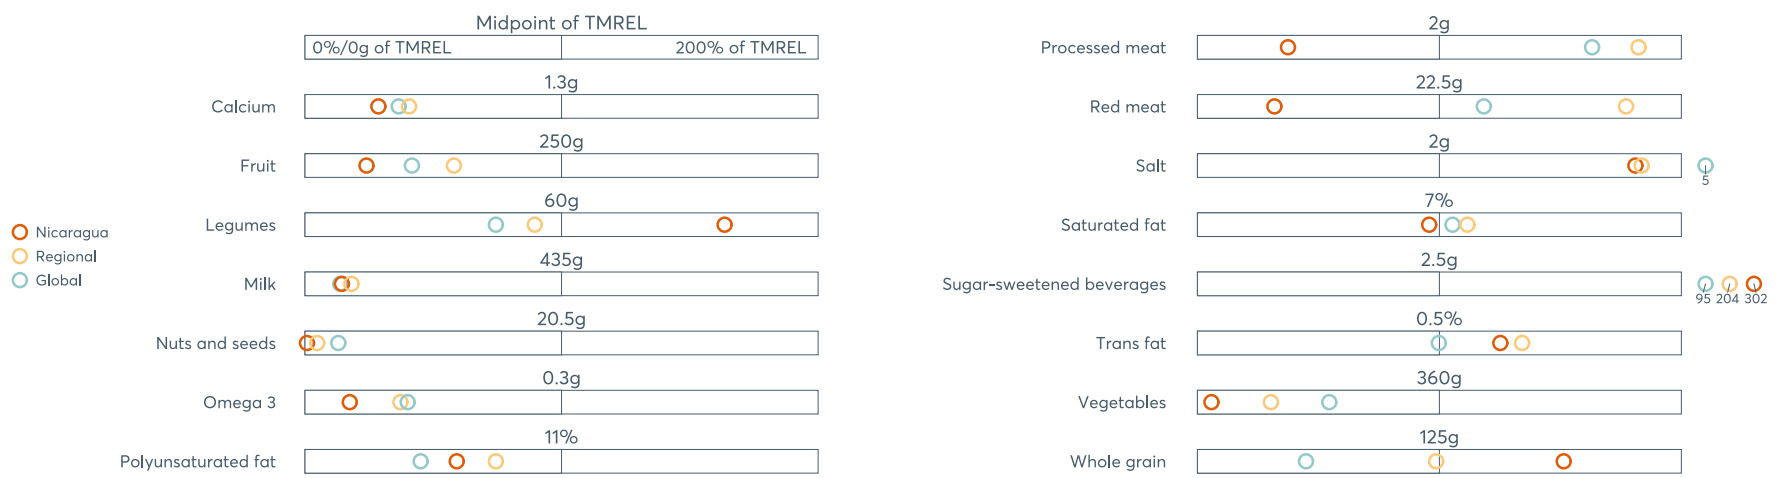 Midpoint of TMREL
0%/0g of TMREL 200% of TMREL
1.3g
Calcium
250g
Fruit
60g
Legumes
435g
Milk
20.5g
Nuts and seeds
0.3g
Omega 3
11%
Polyunsaturated fat
Nicaragua
Regional
Global
2g
Processed meat
22.5g
Red meat
2g
Salt
5
7%
Saturated fat
2.5g
Sugar-sweetened beverages
95 204 302
0.5%
Trans fat
360g
Vegetables
125g
Whole grain